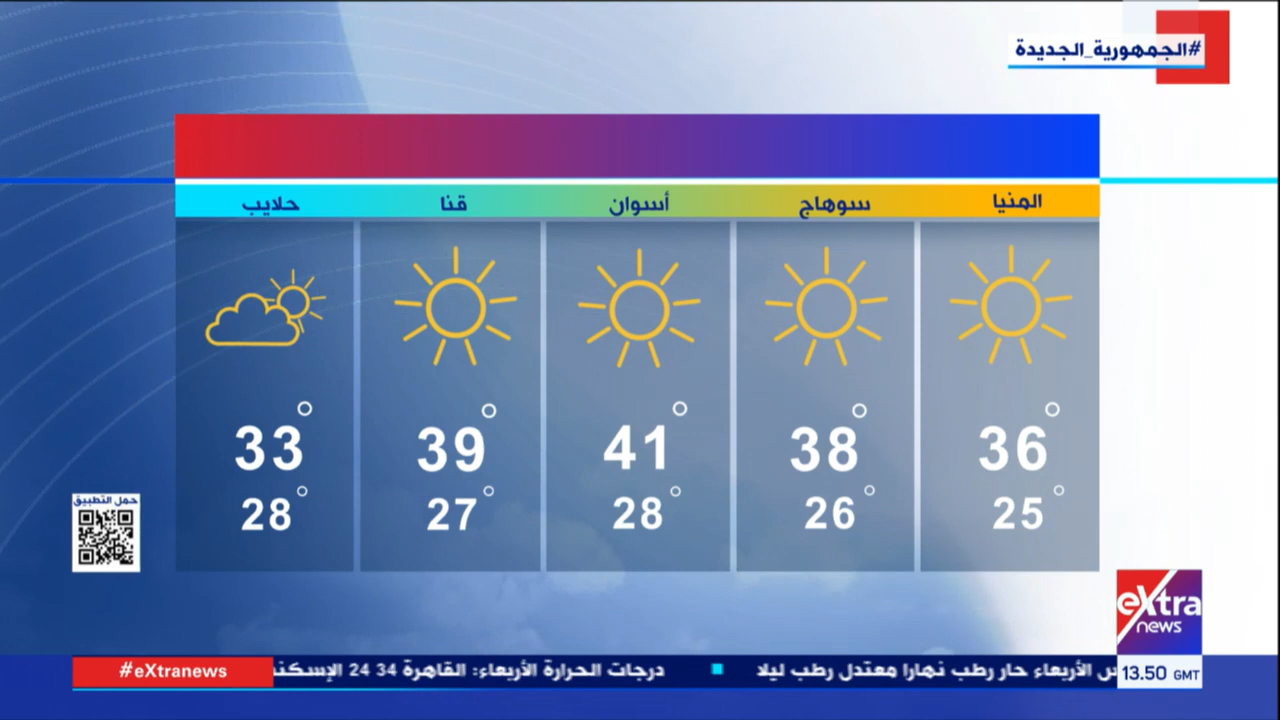 #الجمهورية_الجديدة
المنيا سوهاج أسوان قنا حلايب
36° 38° 41° 39° 33°
25° 26° 28° 27° 28°
حمل التطبيق
eXtra
news
الأربعاء حار رطب نهارا معتدل رطب ليلا ■ درجات الحرارة الأربعاء: القاهرة 34 24
#eXtranews
13.50 GMT